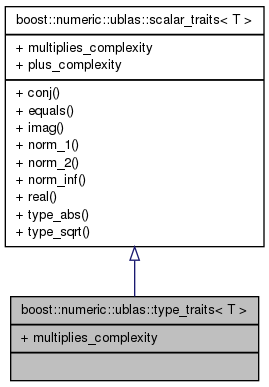 boost::numeric::ublas::scalar_traits< T >
+ multiplies_complexity
+ plus_complexity
+ conj()
+ equals()
+ imag()
+ norm_1()
+ norm_2()
+ norm_inf()
+ real()
+ type_abs()
+ type_sqrt()
boost::numeric::ublas::type_traits< T >
+ multiplies_complexity